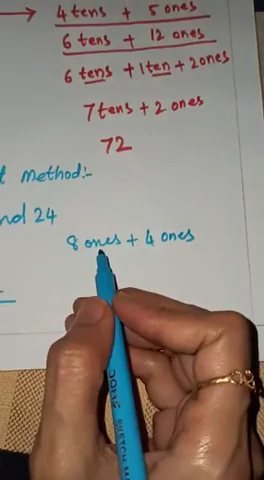 → 4 tens + 5 ones
6 tens + 12 ones
6 tens + 1 ten + 2 ones
7 tens + 2 ones
72
t method:-
nd 24
8 ones + 4 ones
DOMS